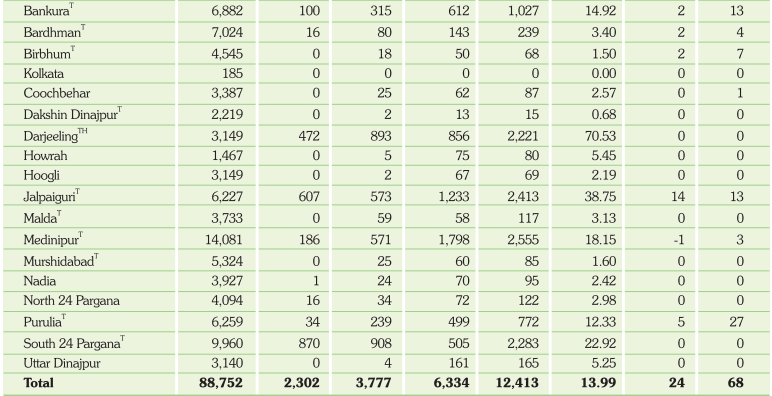 Bankura^T 6,882 100 315 612 1,027 14.92 2 13
Bardhman^T 7,024 16 80 143 239 3.40 2 4
Birbhum^T 4,545 0 18 50 68 1.50 2 7
Kolkata 185 0 0 0 0 0.00 0 0
Coochbehar 3,387 0 25 62 87 2.57 0 1
Dakshin Dinajpur^T 2,219 0 2 13 15 0.68 0 0
Darjeeling^TH 3,149 472 893 856 2,221 70.53 0 0
Howrah 1,467 0 5 75 80 5.45 0 0
Hoogli 3,149 0 2 67 69 2.19 0 0
Jalpaiguri^T 6,227 607 573 1,233 2,413 38.75 14 13
Malda^T 3,733 0 59 58 117 3.13 0 0
Medinipur^T 14,081 186 571 1,798 2,555 18.15 -1 3
Murshidabad^T 5,324 0 25 60 85 1.60 0 0
Nadia 3,927 1 24 70 95 2.42 0 0
North 24 Pargana 4,094 16 34 72 122 2.98 0 0
Purulia^T 6,259 34 239 499 772 12.33 5 27
South 24 Pargana^T 9,960 870 908 505 2,283 22.92 0 0
Uttar Dinajpur 3,140 0 4 161 165 5.25 0 0
Total 88,752 2,302 3,777 6,334 12,413 13.99 24 68